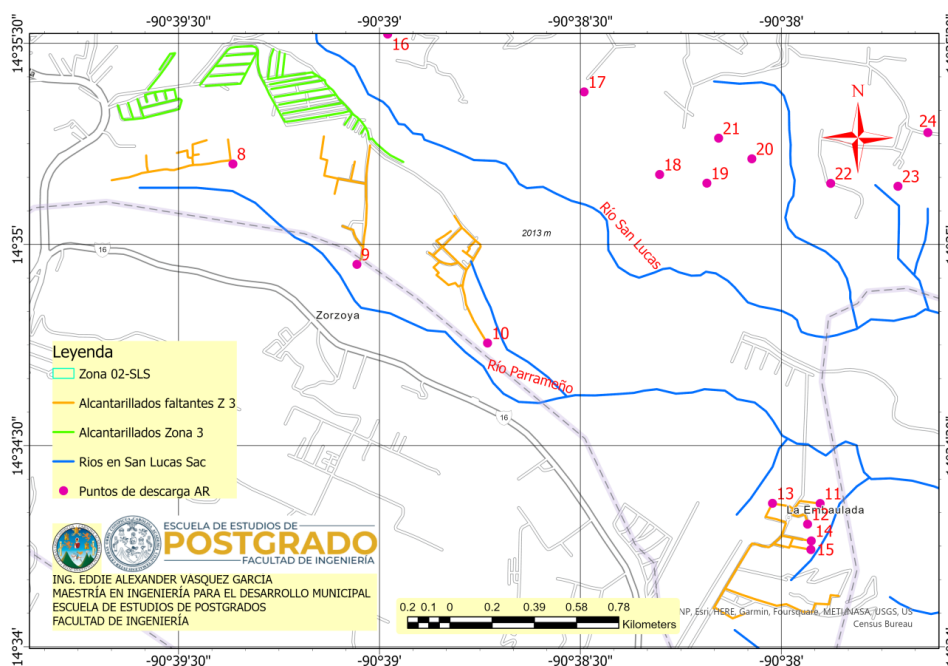 -90°39'30"
-90°39'
-90°38'30"
-90°38'
14°35'30"
16
17
24
21
20
18
19
22
23
8
N
Río San Lucas
14°35'
2013 m
16
9
Zorzoya
10
Río Parrameño
16
14°34'30"
13
11
La Embaulada
12
14
15
Leyenda
Zona 02-SLS
Alcantarillados faltantes Z 3
Alcantarillados Zona 3
Rios en San Lucas Sac
Puntos de descarga AR
ESCUELA DE ESTUDIOS DE
POSTGRADO
FACULTAD DE INGENIERÍA
ING. EDDIE ALEXANDER VASQUEZ GARCIA
MAESTRÍA EN INGENIERÍA PARA EL DESARROLLO MUNICIPAL
ESCUELA DE ESTUDIOS DE POSTGRADOS
FACULTAD DE INGENIERÍA
0.2 0.1 0 0.2 0.39 0.58 0.78
Kilometers
NP, Esri, HERE, Garmin, Foursquare, METI/NASA, USGS, US
Census Bureau
14°34'
-90°39'30"
-90°39'
-90°38'30"
-90°38'